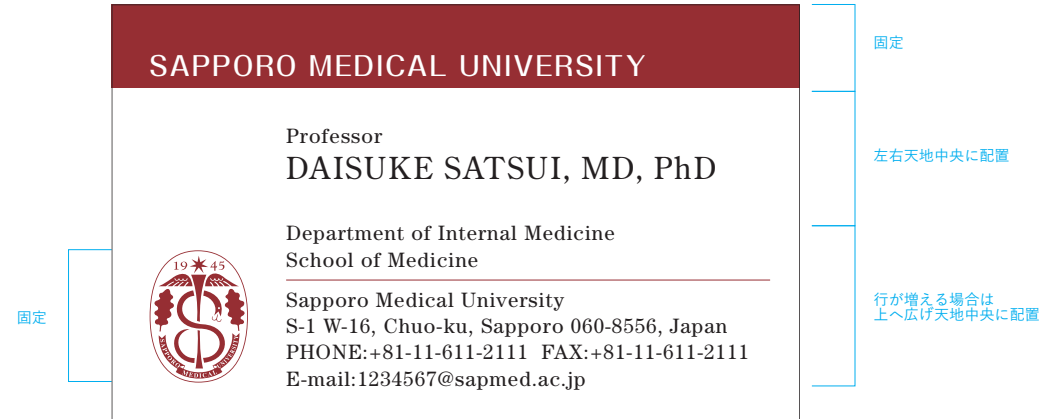 SAPPORO MEDICAL UNIVERSITY
固定
Professor
DAISUKE SATSUI, MD, PhD
左右天地中央に配置
Department of Internal Medicine
School of Medicine
19 45
SAPPORO MEDICAL UNIVERSITY
固定
Sapporo Medical University
S-1 W-16, Chuo-ku, Sapporo 060-8556, Japan
PHONE:+81-11-611-2111 FAX:+81-11-611-2111
E-mail:1234567@sapmed.ac.jp
行が増える場合は
上へ広げ天地中央に配置